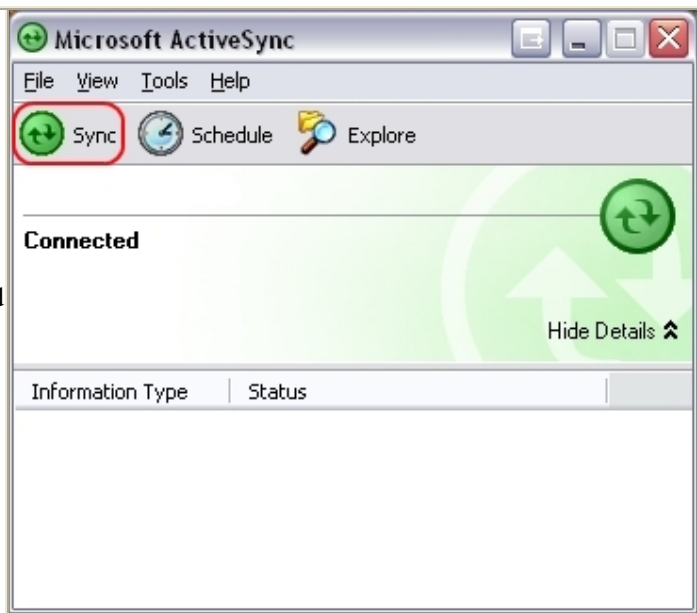 Microsoft ActiveSync
File View Tools Help
Sync Schedule Explore
Connected
Hide Details
Information Type Status